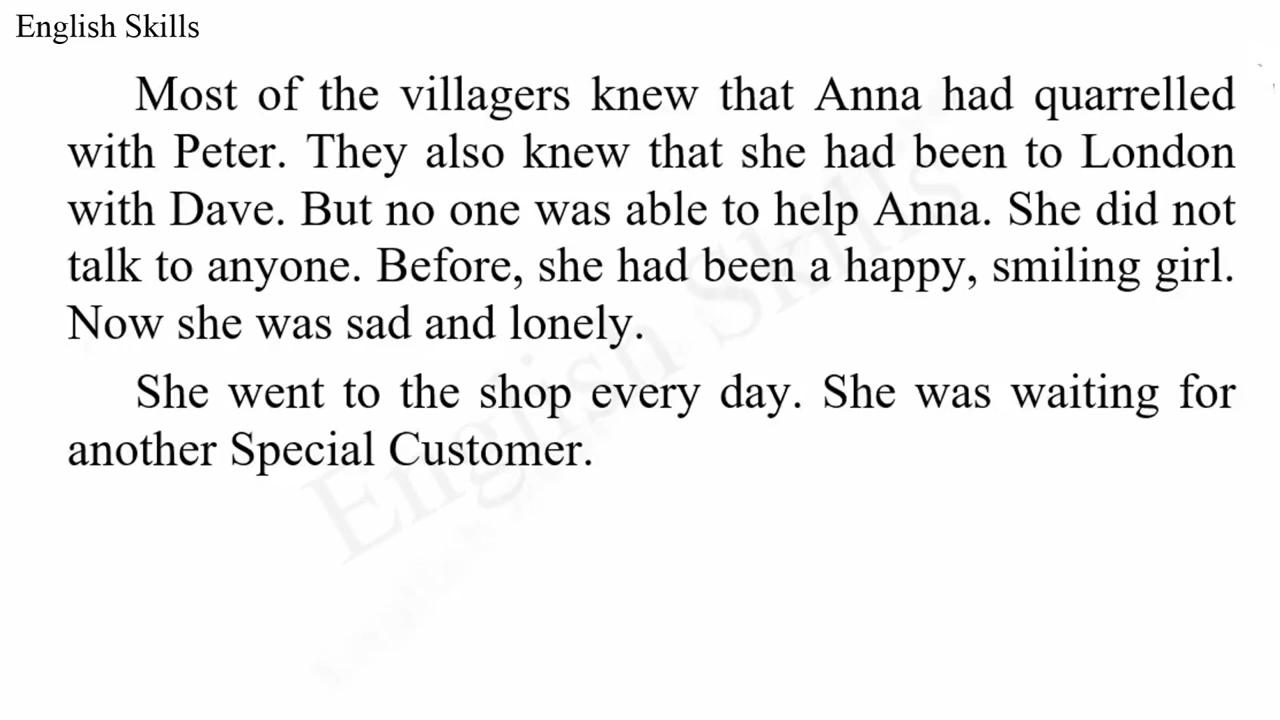 English Skills
Most of the villagers knew that Anna had quarrelled
with Peter. They also knew that she had been to London
with Dave. But no one was able to help Anna. She did not
talk to anyone. Before, she had been a happy, smiling girl.
Now she was sad and lonely.
She went to the shop every day. She was waiting for
another Special Customer.
English Skills